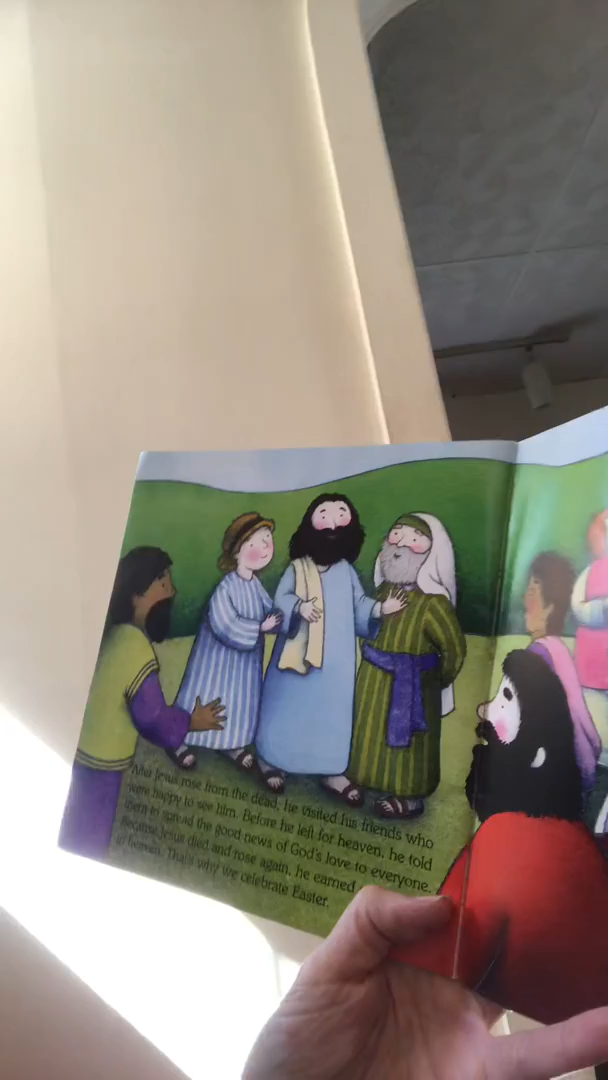 After Jesus rose from the dead, he visited his friends who
were happy to see him. Before he left for heaven, he told
them to spread the good news of God's love to everyone.
Because Jesus died and rose again, he earned
to heaven. That's why we celebrate Easter.